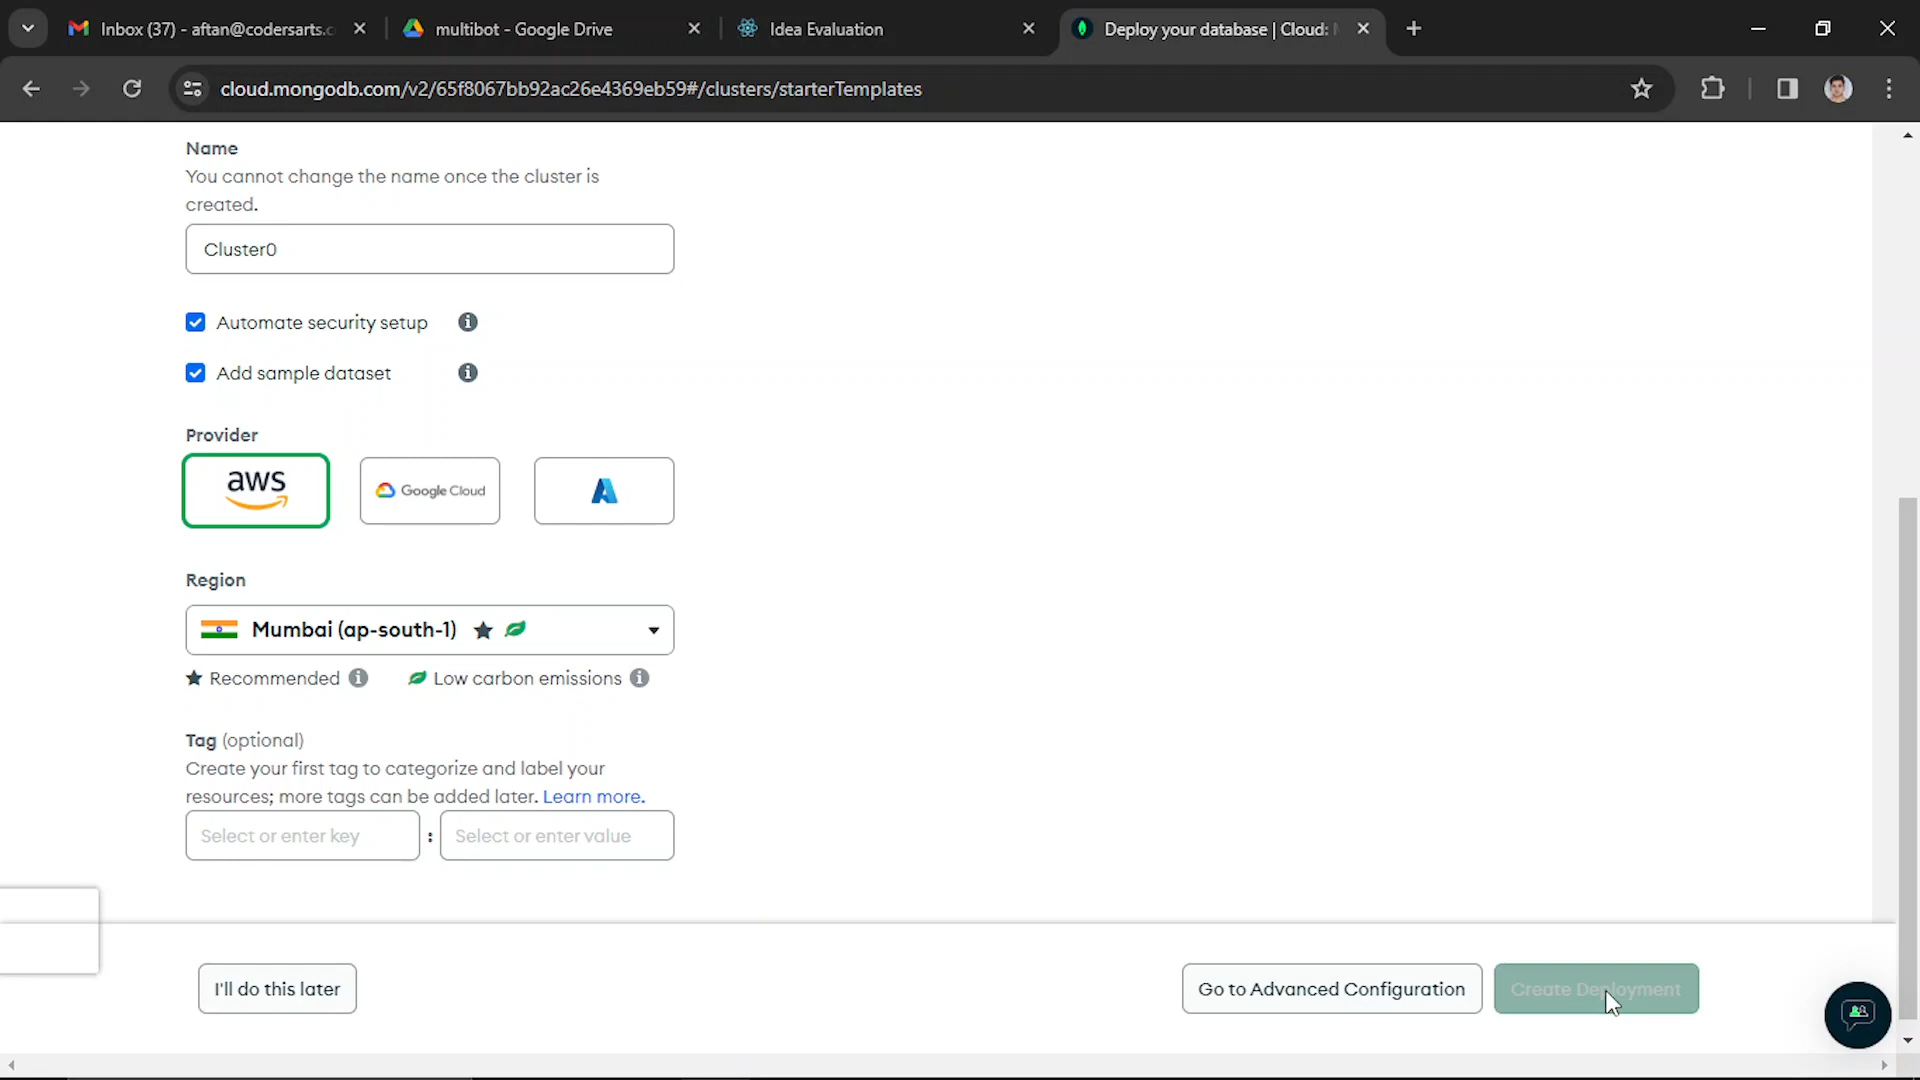 Inbox (37) - aftan@codersarts.c
multibot - Google Drive
Idea Evaluation
Deploy your database | Cloud:
cloud.mongodb.com/v2/65f8067bb92ac26e4369eb59#/clusters/starterTemplates
Name
You cannot change the name once the cluster is
created.
Cluster0
Automate security setup
Add sample dataset
Provider
aws
Google Cloud
Region
Mumbai (ap-south-1)
Recommended
Low carbon emissions
Tag (optional)
Create your first tag to categorize and label your
resources; more tags can be added later. Learn more.
Select or enter key : Select or enter value
I'll do this later
Go to Advanced Configuration
Create Deployment